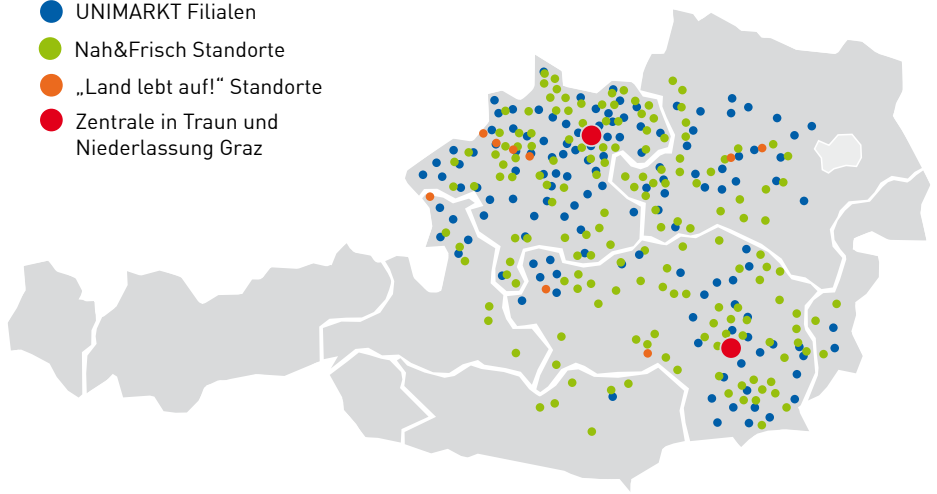 UNIMARKT Filialen
Nah&Frisch Standorte
„Land lebt auf!“ Standorte
Zentrale in Traun und
Niederlassung Graz